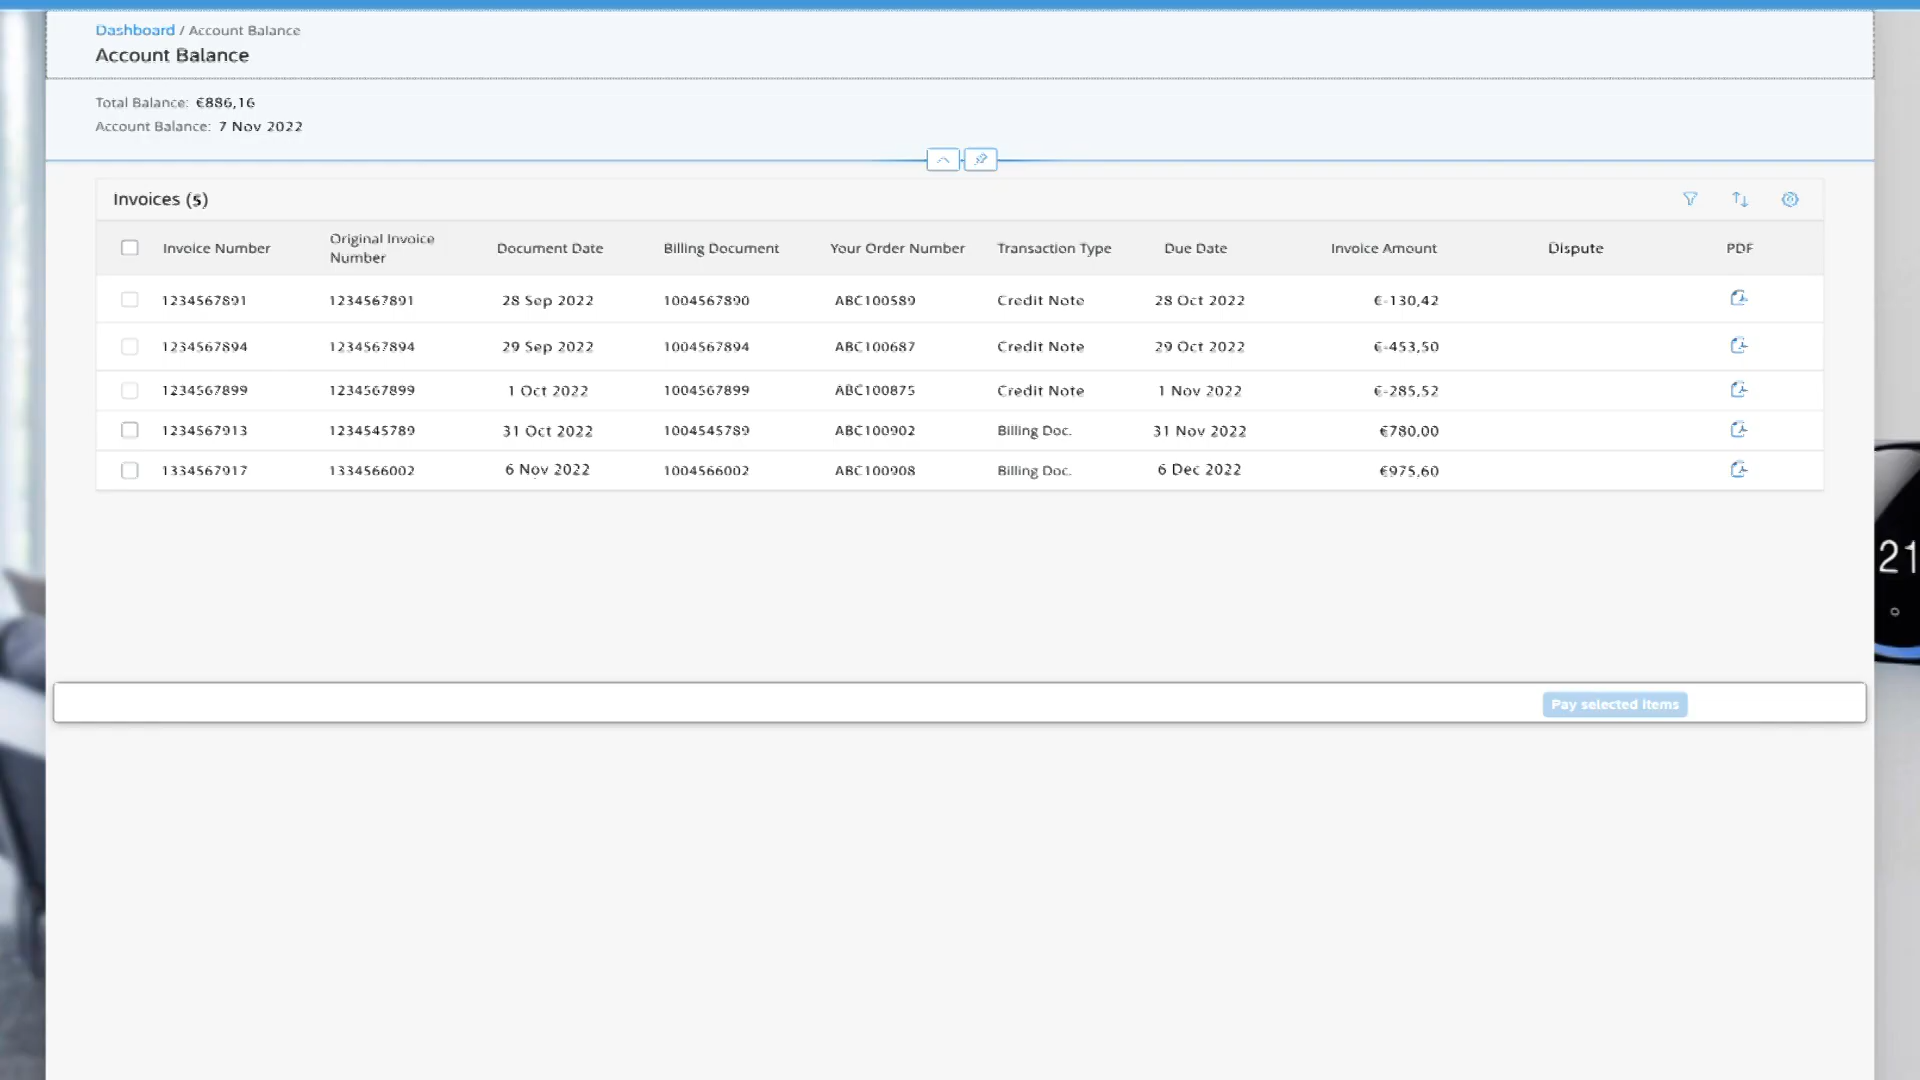 Dashboard / Account Balance
Account Balance
Total Balance: €886,16
Account Balance: 7 Nov 2022
Invoices (5)
Invoice Number Original Invoice Number Document Date Billing Document Your Order Number Transaction Type Due Date Invoice Amount Dispute PDF
1234567891 1234567891 28 Sep 2022 1004567890 ABC100589 Credit Note 28 Oct 2022 €-130,42
1234567894 1234567894 29 Sep 2022 1004567894 ABC100687 Credit Note 29 Oct 2022 €-453,50
1234567899 1234567899 1 Oct 2022 1004567899 ABC100875 Credit Note 1 Nov 2022 €-285,52
1234567913 1234545789 31 Oct 2022 1004545789 ABC100902 Billing Doc. 31 Nov 2022 €780,00
1334567917 1334566002 6 Nov 2022 1004566002 ABC100908 Billing Doc. 6 Dec 2022 €975,60
21
Pay selected items